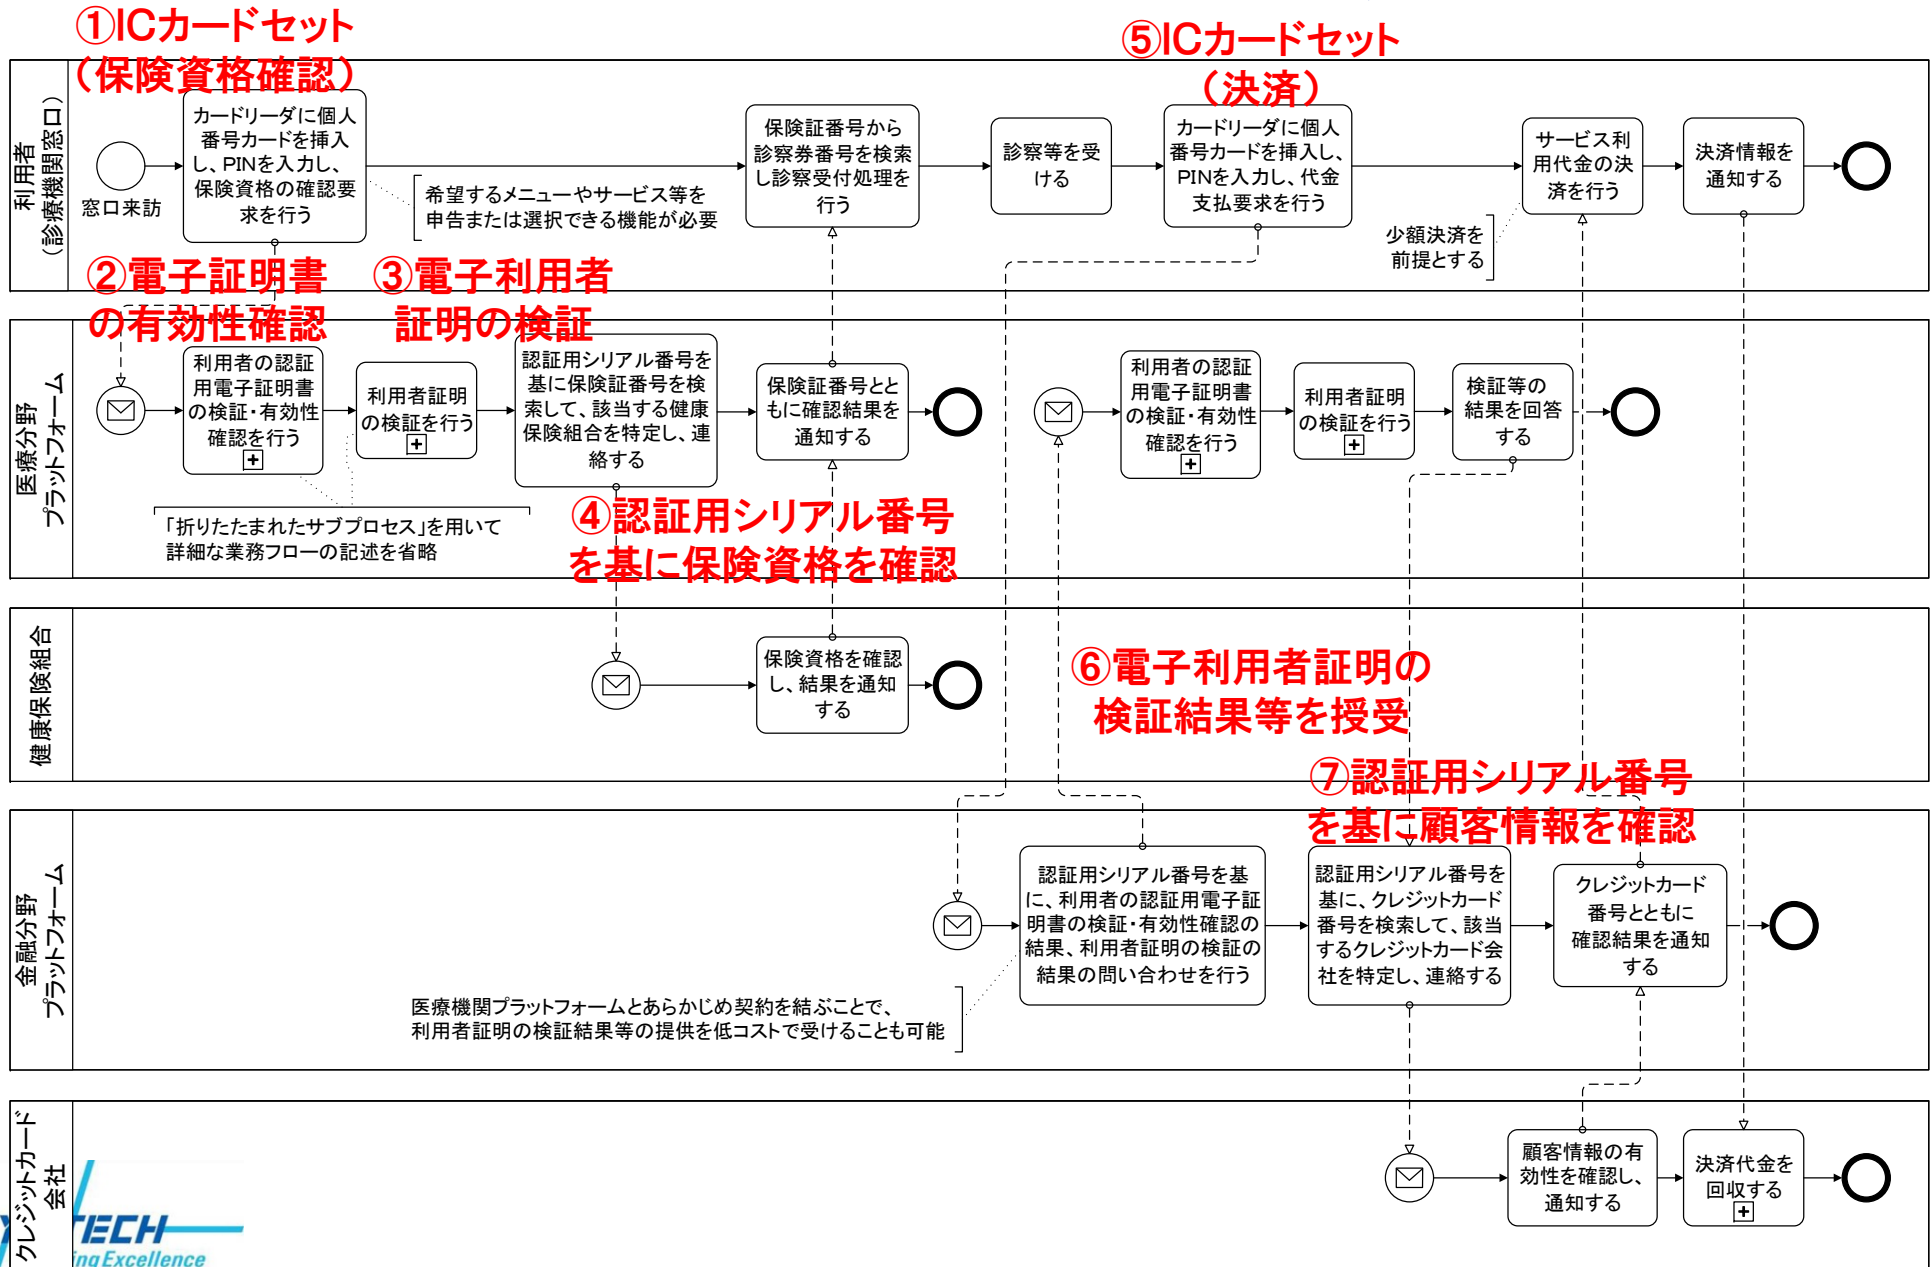 ①ICカードセット
（保険資格確認）
⑤ICカードセット
（決済）
利用者
（診療機関窓口）
窓口来訪
カードリーダに個人
番号カードを挿入
し、PINを入力し、
保険資格の確認要
求を行う
希望するメニューやサービス等を
申告または選択できる機能が必要
保険証番号から
診察券番号を検索
し診察受付処理を
行う
診察等を受
ける
カードリーダに個人
番号カードを挿入し、
PINを入力し、代金
支払要求を行う
少額決済を
前提とする
サービス利
用代金の決
済を行う
決済情報を
通知する
②電子証明書
の有効性確認
③電子利用者
証明の検証
医療分野
プラットフォーム
利用者の認証
用電子証明書
の検証・有効性
確認を行う
利用者証明
の検証を行う
認証用シリアル番号を
基に保険証番号を検
索して、該当する健康
保険組合を特定し、連
絡する
保険証番号とと
もに確認結果を
通知する
利用者の認証
用電子証明書
の検証・有効性
確認を行う
利用者証明
の検証を行う
検証等の
結果を回答
する
「折りたたまれたサブプロセス」を用いて
詳細な業務フローの記述を省略
④認証用シリアル番号
を基に保険資格を確認
健康保険組合
保険資格を確認
し、結果を通知
する
⑥電子利用者証明の
検証結果等を授受
⑦認証用シリアル番号
を基に顧客情報を確認
金融分野
プラットフォーム
認証用シリアル番号を基
に、利用者の認証用電子証
明書の検証・有効性確認の
結果、利用者証明の検証の
結果の問い合わせを行う
認証用シリアル番号を
基に、クレジットカード
番号を検索して、該当
するクレジットカード会
社を特定し、連絡する
クレジットカード
番号とともに
確認結果を通知
する
医療機関プラットフォームとあらかじめ契約を結ぶことで、
利用者証明の検証結果等の提供を低コストで受けることも可能
クレジットカード
会社
顧客情報の有
効性を確認し、
通知する
決済代金を
回収する
TECH
ing Excellence